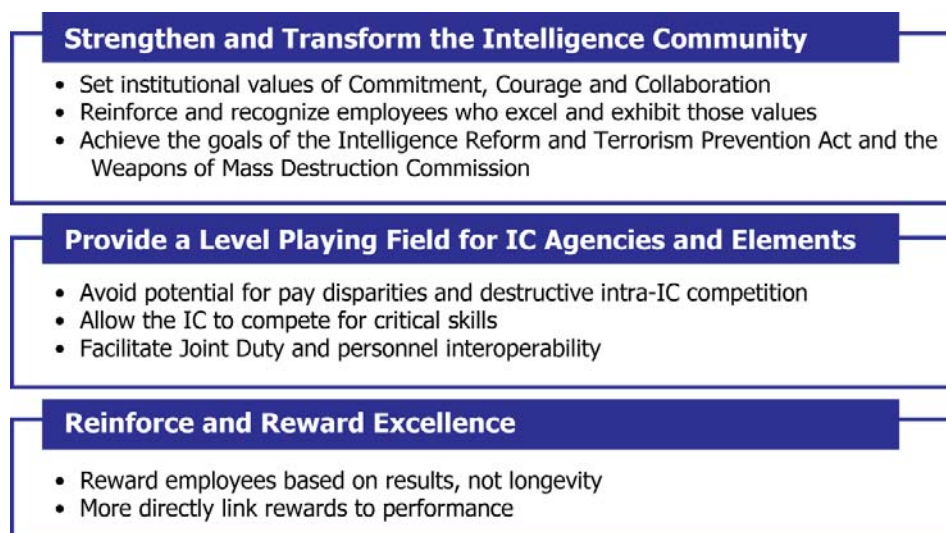 Strengthen and Transform the Intelligence Community
• Set institutional values of Commitment, Courage and Collaboration
• Reinforce and recognize employees who excel and exhibit those values
• Achieve the goals of the Intelligence Reform and Terrorism Prevention Act and the
Weapons of Mass Destruction Commission
Provide a Level Playing Field for IC Agencies and Elements
• Avoid potential for pay disparities and destructive intra-IC competition
• Allow the IC to compete for critical skills
• Facilitate Joint Duty and personnel interoperability
Reinforce and Reward Excellence
• Reward employees based on results, not longevity
• More directly link rewards to performance